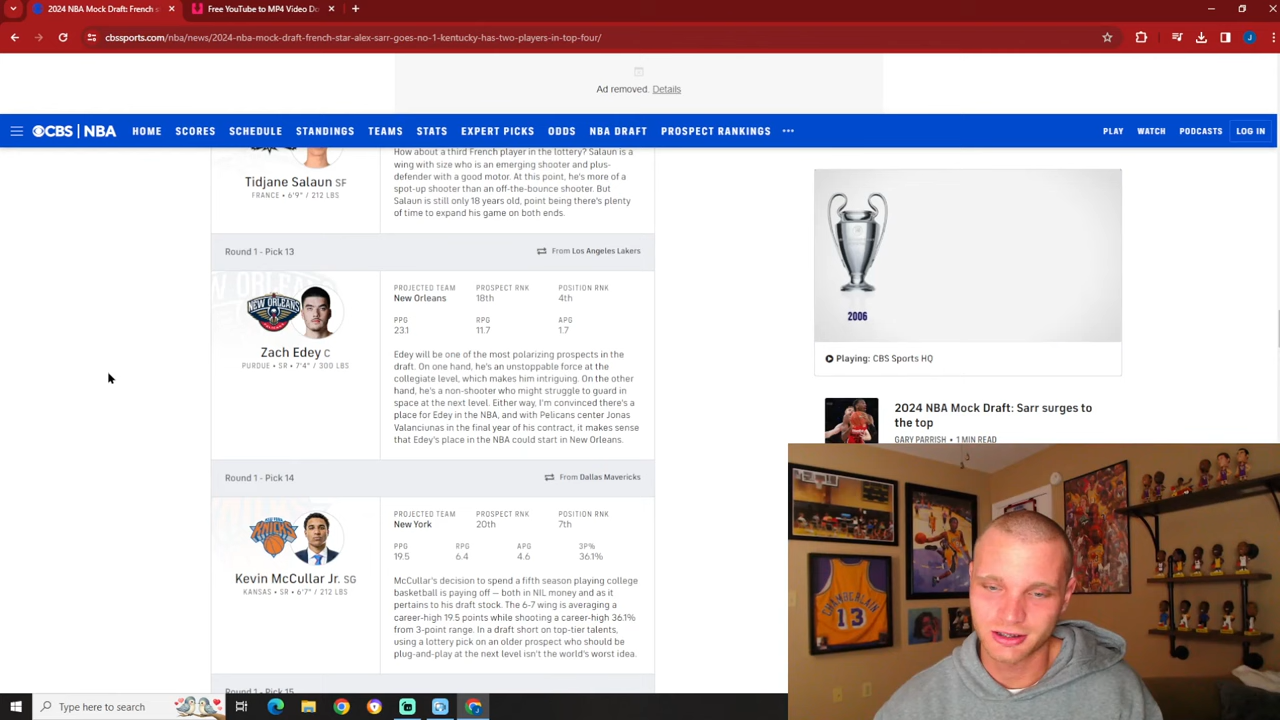 2024 NBA Mock Draft: French s
Free YouTube to MP4 Video Do
cbssports.com/nba/news/2024-nba-mock-draft-french-star-alex-sarr-goes-no-1-kentucky-has-two-players-in-top-four/
J
Ad removed. Details
CBS | NBA HOME SCORES SCHEDULE STANDINGS TEAMS STATS EXPERT PICKS ODDS NBA DRAFT PROSPECT RANKINGS ••• PLAY WATCH PODCASTS LOG IN
Tidjane Salaun SF
FRANCE • 6'9" / 212 LBS
How about a third French player in the lottery? Salaun is a
wing with size who is an emerging shooter and plus-
defender with a good motor. At this point, he's more of a
spot-up shooter than an off-the-bounce shooter. But
Salaun is still only 18 years old, point being there's plenty
of time to expand his game on both ends.
Round 1 - Pick 13
From Los Angeles Lakers
NEW ORLEANS
Zach Edey C
PURDUE • SR • 7'4" / 300 LBS
PROJECTED TEAM PROSPECT RNK POSITION RNK
New Orleans 18th 4th
PPG RPG APG
23.1 11.7 1.7
Edey will be one of the most polarizing prospects in the
draft. On one hand, he's an unstoppable force at the
collegiate level, which makes him intriguing. On the other
hand, he's a non-shooter who might struggle to guard in
space at the next level. Either way, I'm convinced there's a
place for Edey in the NBA, and with Pelicans center Jonas
Valanciunas in the final year of his contract, it makes sense
that Edey's place in the NBA could start in New Orleans.
Round 1 - Pick 14
From Dallas Mavericks
KNICKS
Kevin McCullar Jr. SG
KANSAS • SR • 6'7" / 212 LBS
PROJECTED TEAM PROSPECT RNK POSITION RNK
New York 20th 7th
PPG RPG APG 3P%
19.5 6.4 4.6 36.1%
McCullar's decision to spend a fifth season playing college
basketball is paying off — both in NIL money and as it
pertains to his draft stock. The 6-7 wing is averaging a
career-high 19.5 points while shooting a career-high 36.1%
from 3-point range. In a draft short on top-tier talents,
using a lottery pick on an older prospect who should be
plug-and-play at the next level isn't the world's worst idea.
Round 1 - Pick 15
2006
Playing: CBS Sports HQ
2024 NBA Mock Draft: Sarr surges to
the top
GARY PARRISH • 1 MIN READ
CHAMBERLAIN
13
Type here to search